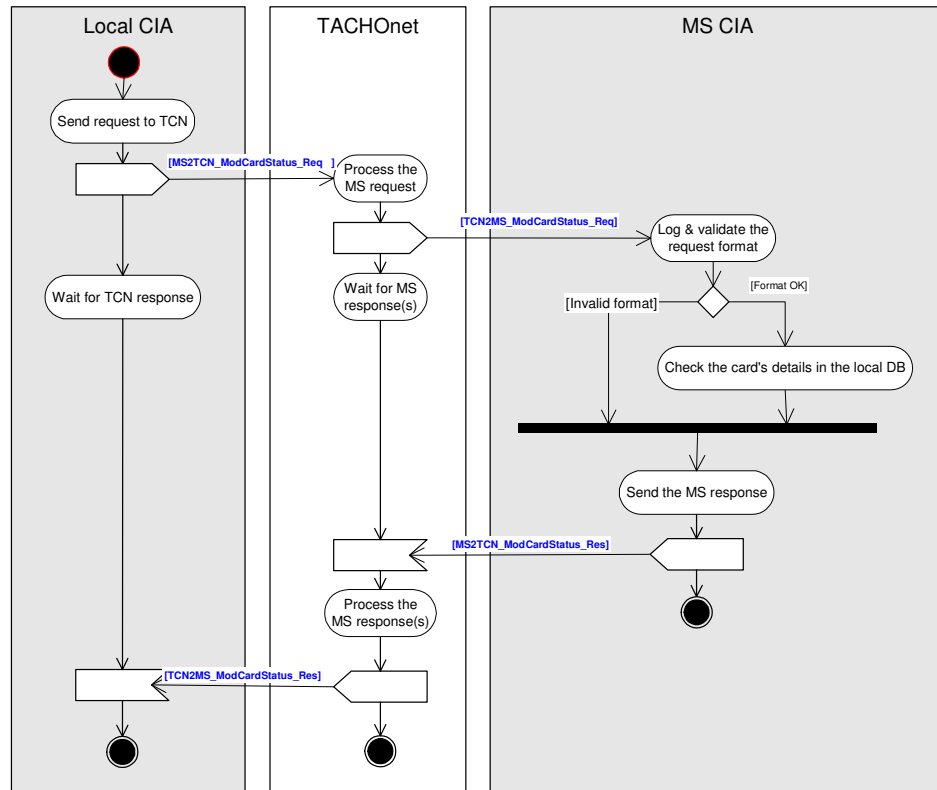 Local CIA
TACHOnet
MS CIA
Send request to TCN
[MS2TCN_ModCardStatus_Req ]
Process the
MS request
[TCN2MS_ModCardStatus_Req]
Log & validate the
request format
Wait for TCN response
Wait for MS
response(s)
[Invalid format]
[Format OK]
Check the card's details in the local DB
Send the MS response
[MS2TCN_ModCardStatus_Res]
Process the
MS response(s)
[TCN2MS_ModCardStatus_Res]